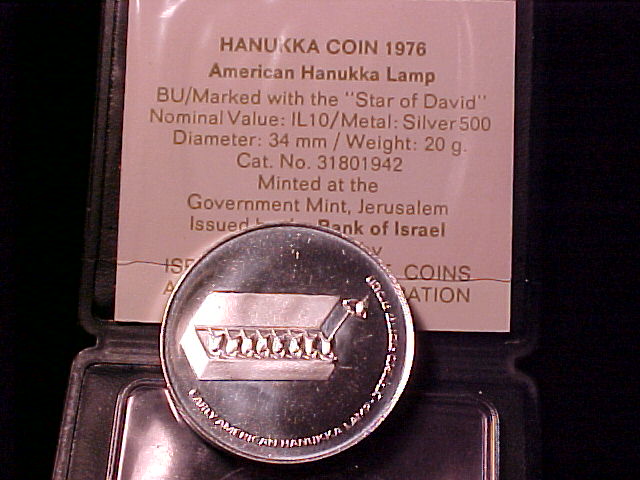 HANUKKA COIN 1976
American Hanukka Lamp
BU/Marked with the "Star of David"
Nominal Value: IL10/Metal: Silver 500
Diameter: 34 mm / Weight: 20 g.
Cat. No. 31801942
Minted at the
Government Mint, Jerusalem
Issued by the Bank of Israel
COINS
EARLY AMERICAN HANUKKA LAMP